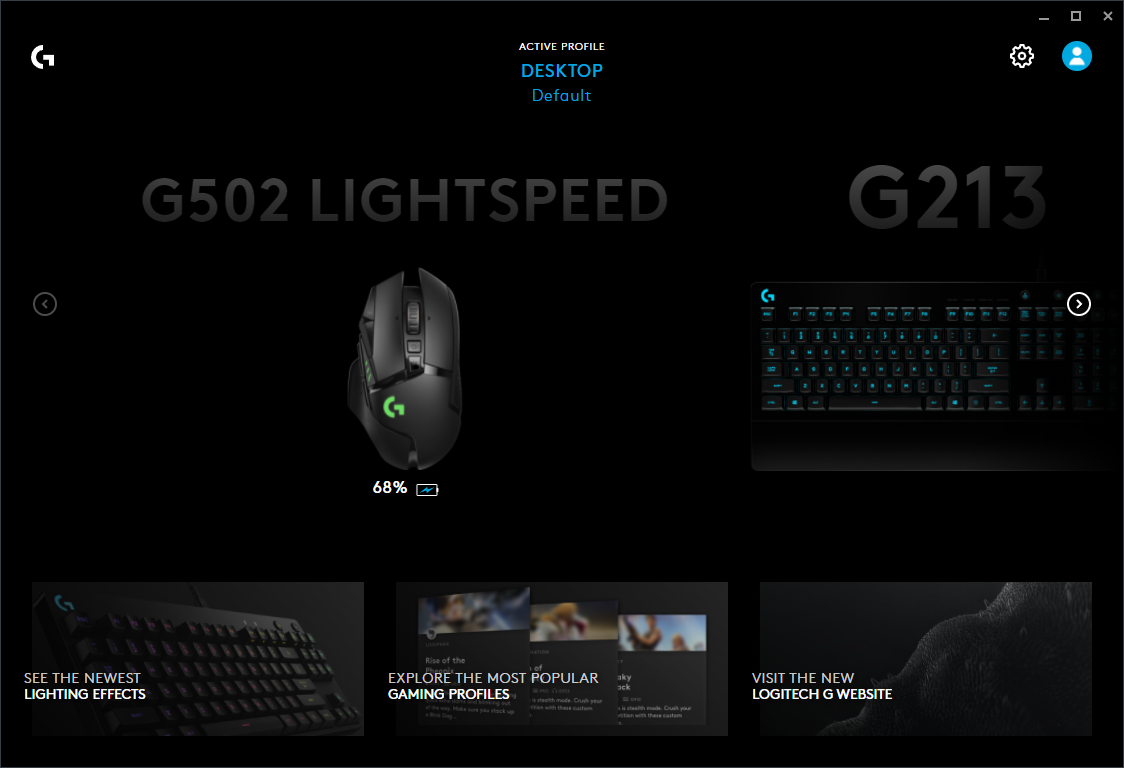 ACTIVE PROFILE
DESKTOP
Default
G502 LIGHTSPEED
G213
68%
Rise of the
SEE THE NEWEST
LIGHTING EFFECTS
EXPLORE THE MOST POPULAR
GAMING PROFILES
VISIT THE NEW
LOGITECH G WEBSITE